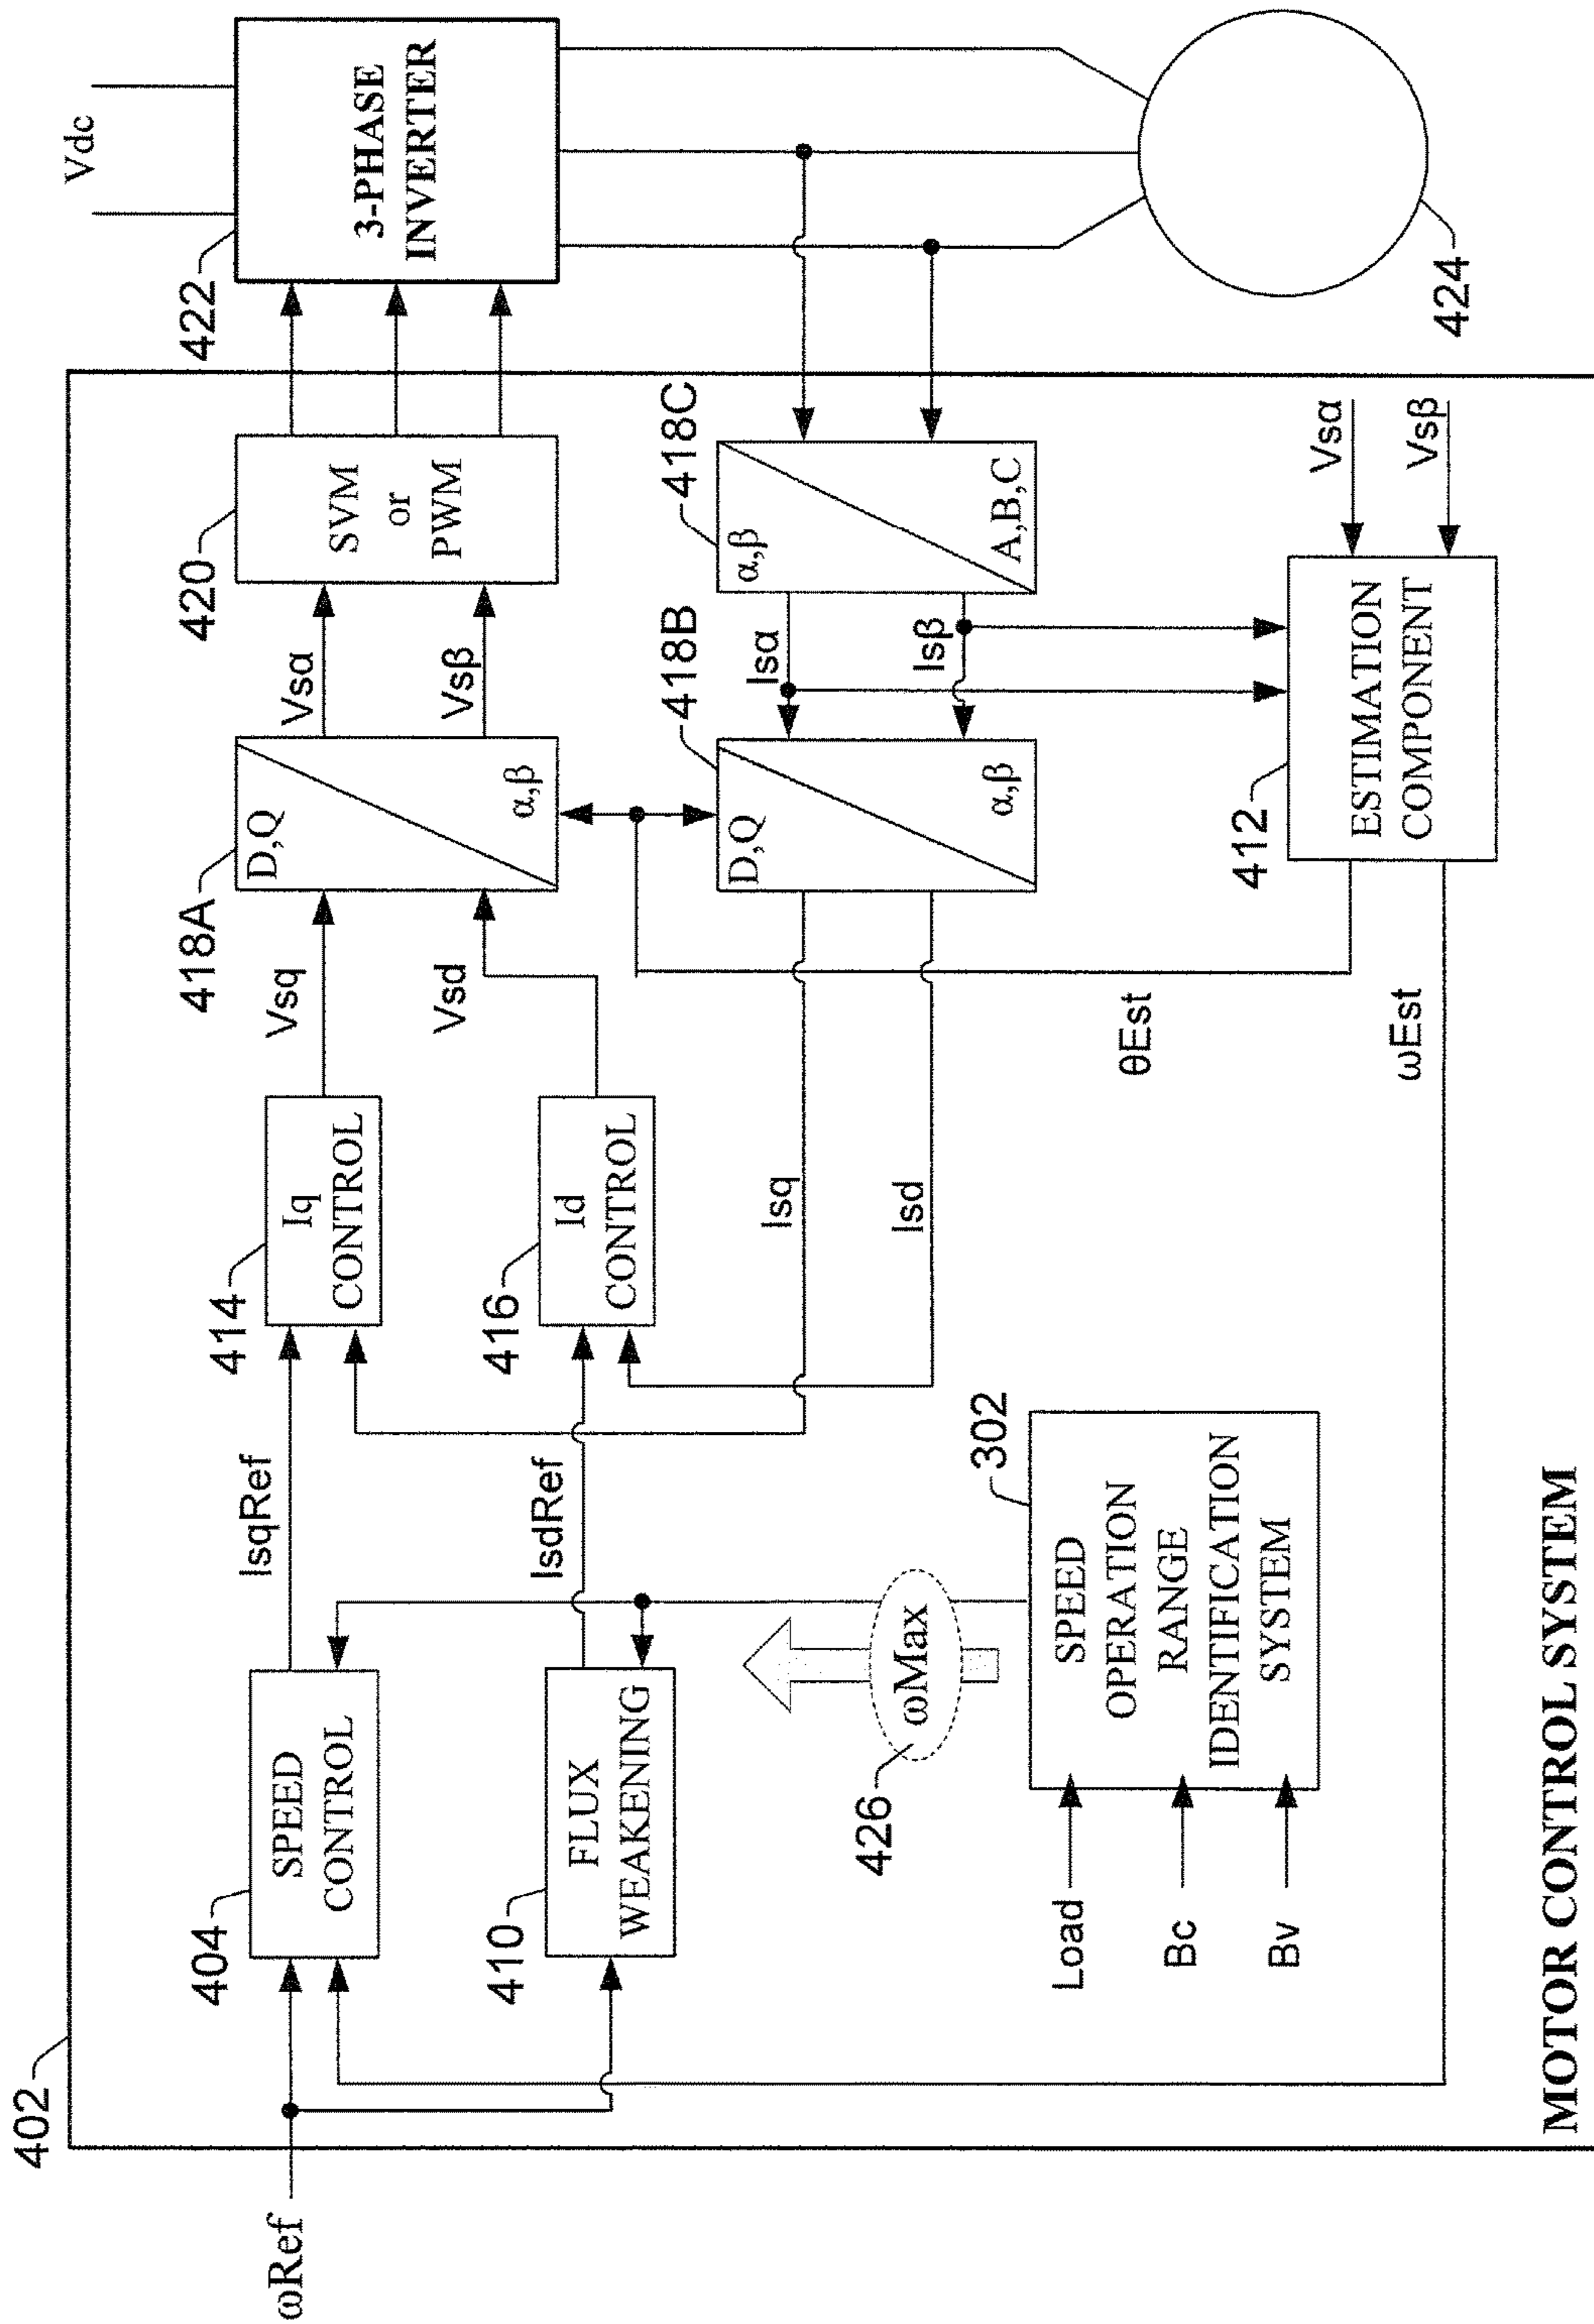 402
ωRef
404
SPEED
CONTROL
IsqRef
414
Iq
CONTROL
Vsq
418A
D,Q
α,β
Vsα
Vsβ
420
SVM
or
PWM
422
3-PHASE
INVERTER
Vdc
410
FLUX
WEAKENING
IsdRef
416
Id
CONTROL
Vsd
418B
D,Q
α,β
Isα
Isβ
418C
α,β
A,B,C
Isq
Isd
426
ωMax
302
SPEED
OPERATION
RANGE
IDENTIFICATION
SYSTEM
Load
Bc
Bv
θEst
ωEst
412
ESTIMATION
COMPONENT
Vsα
Vsβ
424
MOTOR CONTROL SYSTEM